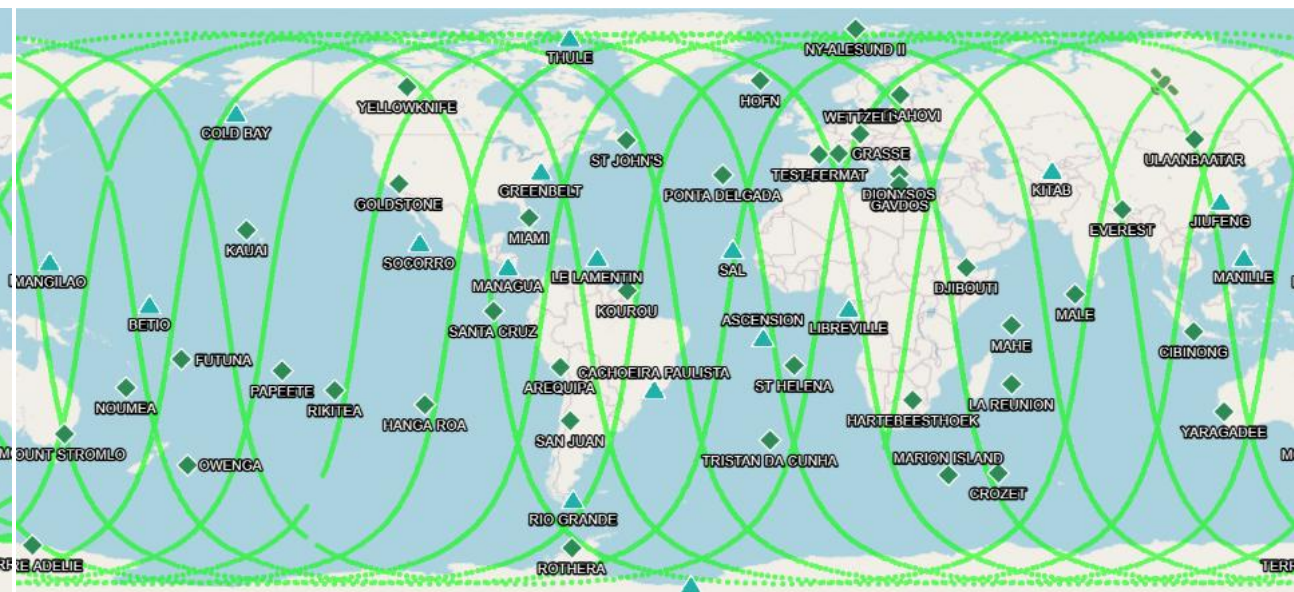 NY-ALESUND II
THULE
HOFN
YELLOWKNIFE
WETTZELL
COLD BAY
ST JOHN'S
GRASSE
ULAANBAATAR
TEST-FERMAT
GREENBELT
PONTA DELGADA
DIONYSOS
KITAB
GOLDSTONE
GAVDOS
JIUFENG
EVEREST
MIAMI
KAUAI
SOCORRO
SAL
LE LAMENTIN
MANILLE
MANGILAO
MANAGUA
DJIBOUTI
KOUROU
MALE
ASCENSION
BETIO
SANTA CRUZ
LIBREVILLE
MAHE
CIBINONG
FUTUNA
CACHOEIRA PAULISTA
AREQUIPA
ST HELENA
PAPEETE
RIKITEA
LA REUNION
NOUMEA
HARTEBEESTHOEK
HANGA ROA
YARAGADEE
SAN JUAN
MOUNT STROMLO
MARION ISLAND
TRISTAN DA CUNHA
OWENGA
CROZET
RIO GRANDE
ROTHERA